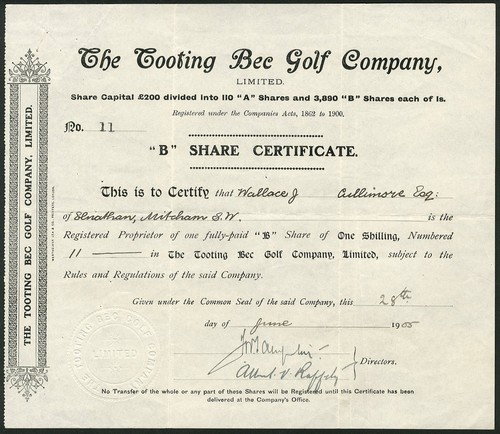 THE TOOTING BEC GOLF COMPANY, LIMITED.
The Tooting Bec Golf Company,
LIMITED.
Share Capital £200 divided into 110 "A" Shares and 3,890 "B" Shares each of 1s.
Registered under the Companies Acts, 1862 to 1900.
No. 11
"B" SHARE CERTIFICATE.
This is to Certify that Wallace J Cullimore Esq:
of Mitcham S.W. is the
Registered Proprietor of one fully-paid "B" Share of One Shilling, Numbered
11 in The Tooting Bec Golf Company, Limited, subject to the
Rules and Regulations of the said Company.
Given under the Common Seal of the said Company, this 28th
day of June 1905
Directors.
THE TOOTING BEC GOLF COMPANY
LIMITED
No Transfer of the whole or any part of these Shares will be Registered until this Certificate has been
delivered at the Company's Office.